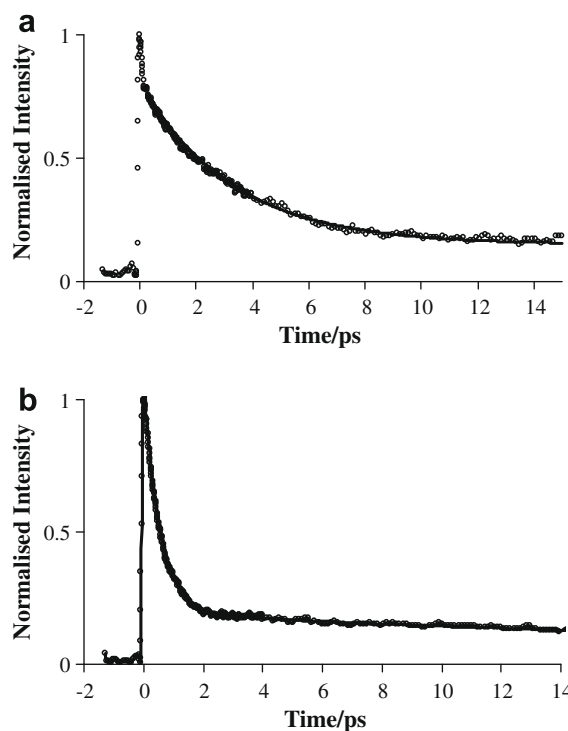 a
Normalised Intensity
1
0.5
0
-2 0 2 4 6 8 10 12 14
Time/ps
b
Normalised Intensity
1
0.5
0
-2 0 2 4 6 8 10 12 14
Time/ps